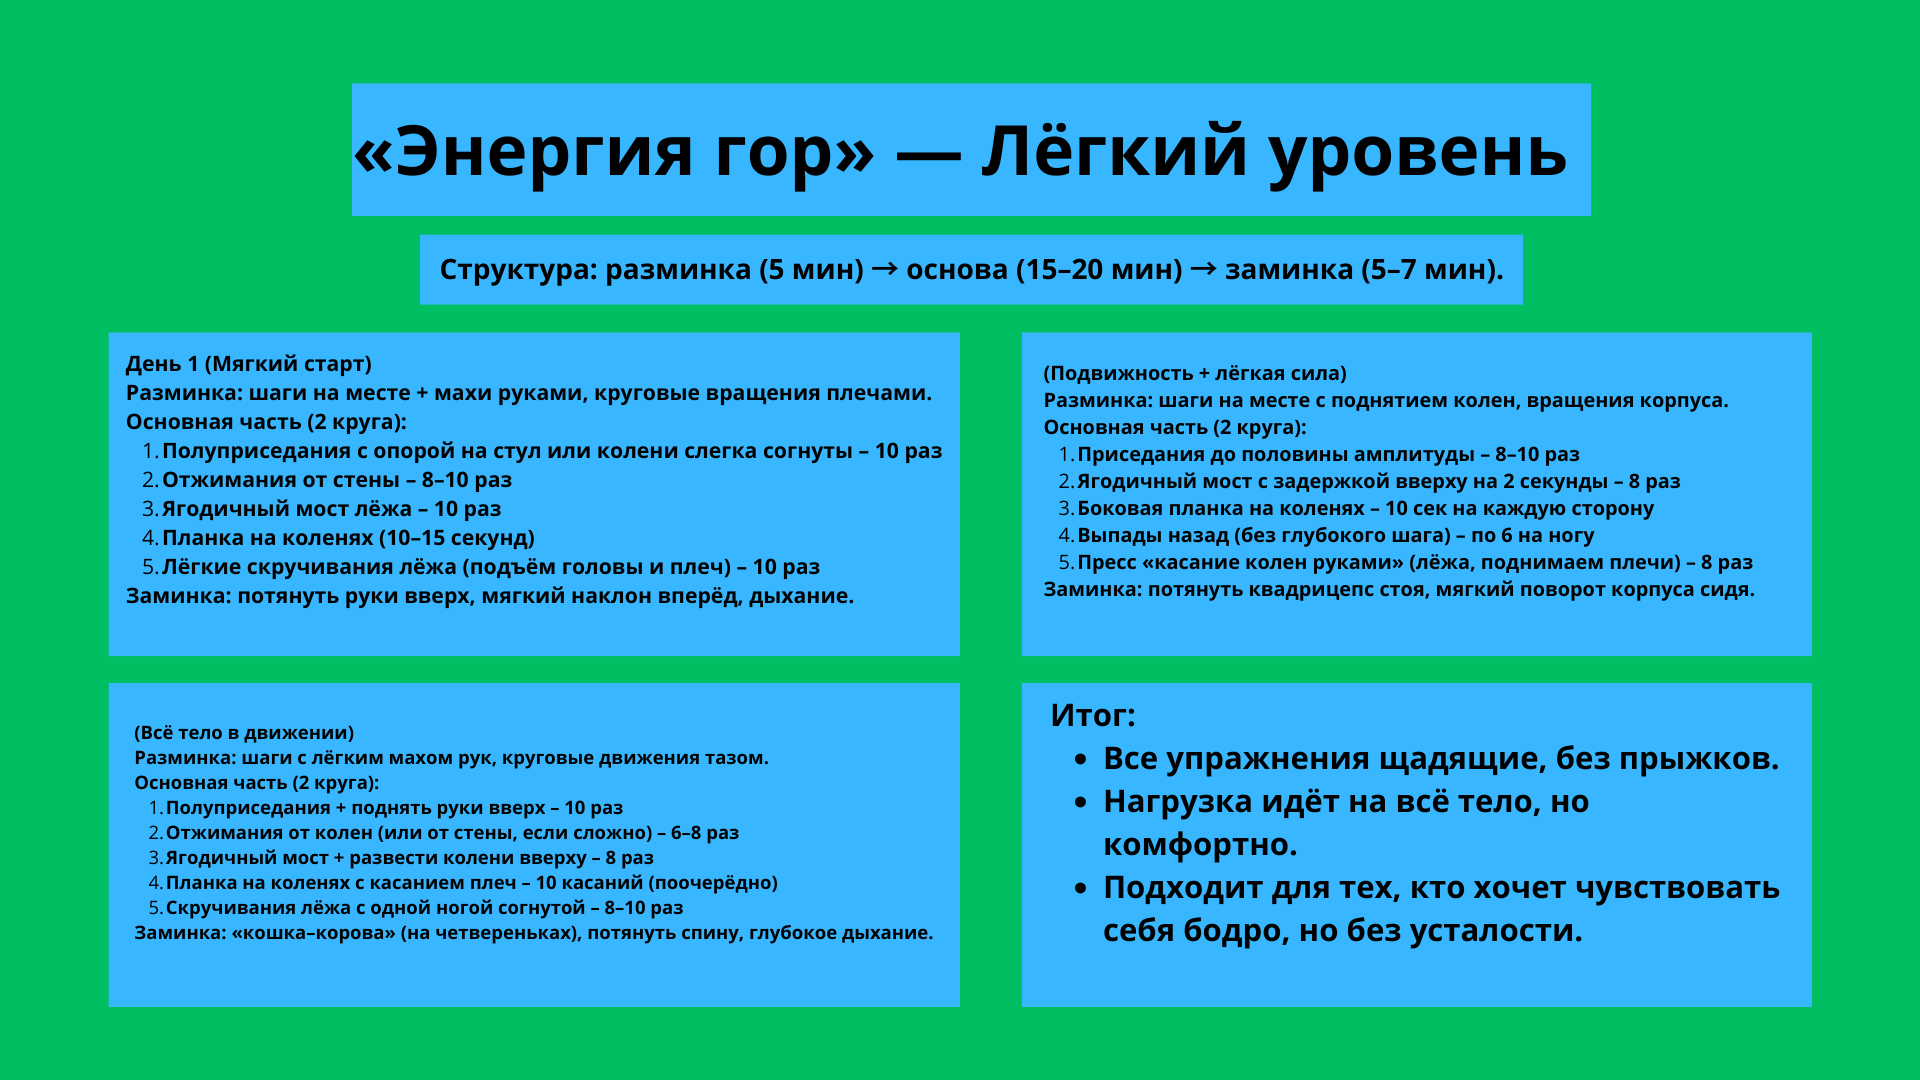 «Энергия гор» — Лёгкий уровень
Структура: разминка (5 мин) → основа (15–20 мин) → заминка (5–7 мин).
День 1 (Мягкий старт)
Разминка: шаги на месте + махи руками, круговые вращения плечами.
Основная часть (2 круга):
1. Полуприседания с опорой на стул или колени слегка согнуты – 10 раз
2. Отжимания от стены – 8–10 раз
3. Ягодичный мост лёжа – 10 раз
4. Планка на коленях (10–15 секунд)
5. Лёгкие скручивания лёжа (подъём головы и плеч) – 10 раз
Заминка: потянуть руки вверх, мягкий наклон вперёд, дыхание.
(Подвижность + лёгкая сила)
Разминка: шаги на месте с поднятием колен, вращения корпуса.
Основная часть (2 круга):
1. Приседания до половины амплитуды – 8–10 раз
2. Ягодичный мост с задержкой вверху на 2 секунды – 8 раз
3. Боковая планка на коленях – 10 сек на каждую сторону
4. Выпады назад (без глубокого шага) – по 6 на ногу
5. Пресс «касание колен руками» (лёжа, поднимаем плечи) – 8 раз
Заминка: потянуть квадрицепс стоя, мягкий поворот корпуса сидя.
(Всё тело в движении)
Разминка: шаги с лёгким махом рук, круговые движения тазом.
Основная часть (2 круга):
1. Полуприседания + поднять руки вверх – 10 раз
2. Отжимания от колен (или от стены, если сложно) – 6–8 раз
3. Ягодичный мост + развести колени вверху – 8 раз
4. Планка на коленях с касанием плеч – 10 касаний (поочерёдно)
5. Скручивания лёжа с одной ногой согнутой – 8–10 раз
Заминка: «кошка–корова» (на четвереньках), потянуть спину, глубокое дыхание.
Итог:
• Все упражнения щадящие, без прыжков.
• Нагрузка идёт на всё тело, но
комфортно.
• Подходит для тех, кто хочет чувствовать
себя бодро, но без усталости.